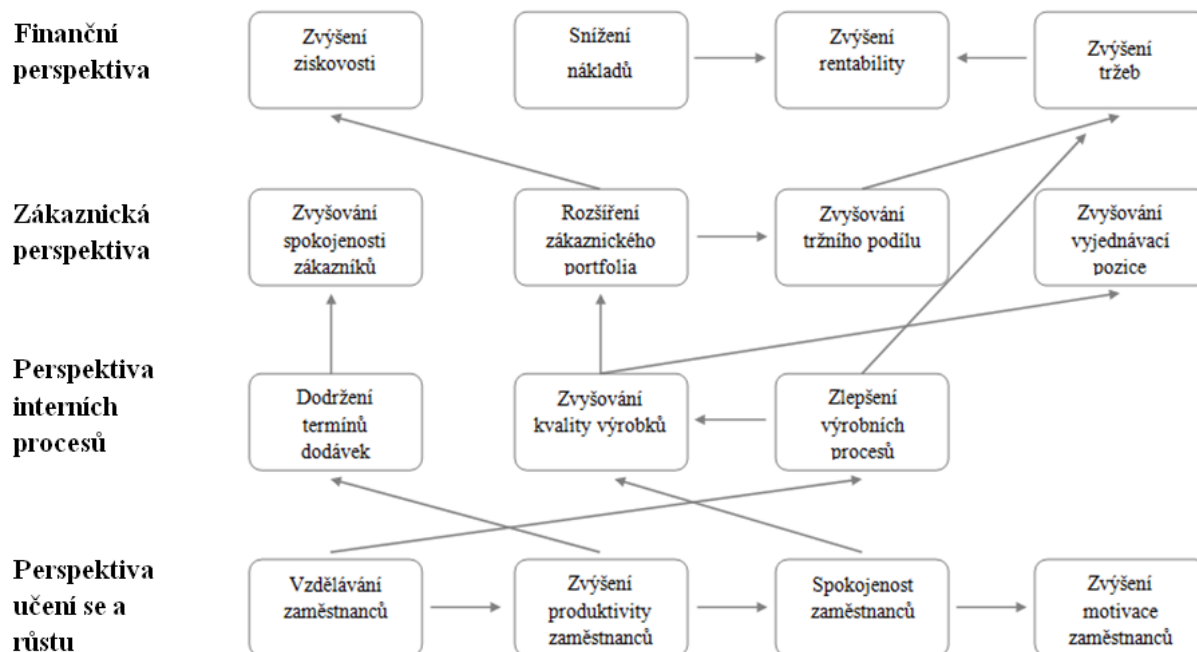 Finanční
perspektiva
Zvýšení
ziskovosti
Snížení
nákladů
Zvýšení
rentability
Zvýšení
tržeb
Zákaznická
perspektiva
Zvyšování
spokojenosti
zákazníků
Rozšíření
zákaznického
portfolia
Zvyšování
tržního podílu
Zvyšování
vyjednávací
pozice
Perspektiva
interních
procesů
Dodržení
termínů
dodávek
Zvyšování
kvality výrobků
Zlepšení
výrobních
procesů
Perspektiva
učení se a
růstu
Vzdělávání
zaměstnanců
Zvýšení
produktivity
zaměstnanců
Spokojenost
zaměstnanců
Zvýšení
motivace
zaměstnanců